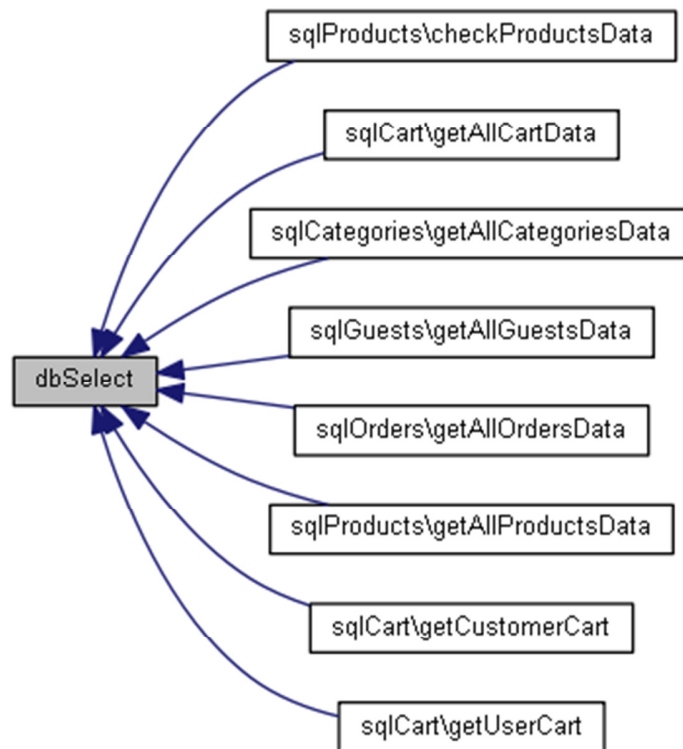 sqlProducts\checkProductsData
sqlCart\getAllCartData
sqlCategories\getAllCategoriesData
sqlGuests\getAllGuestsData
dbSelect
sqlOrders\getAllOrdersData
sqlProducts\getAllProductsData
sqlCart\getCustomerCart
sqlCart\getUserCart